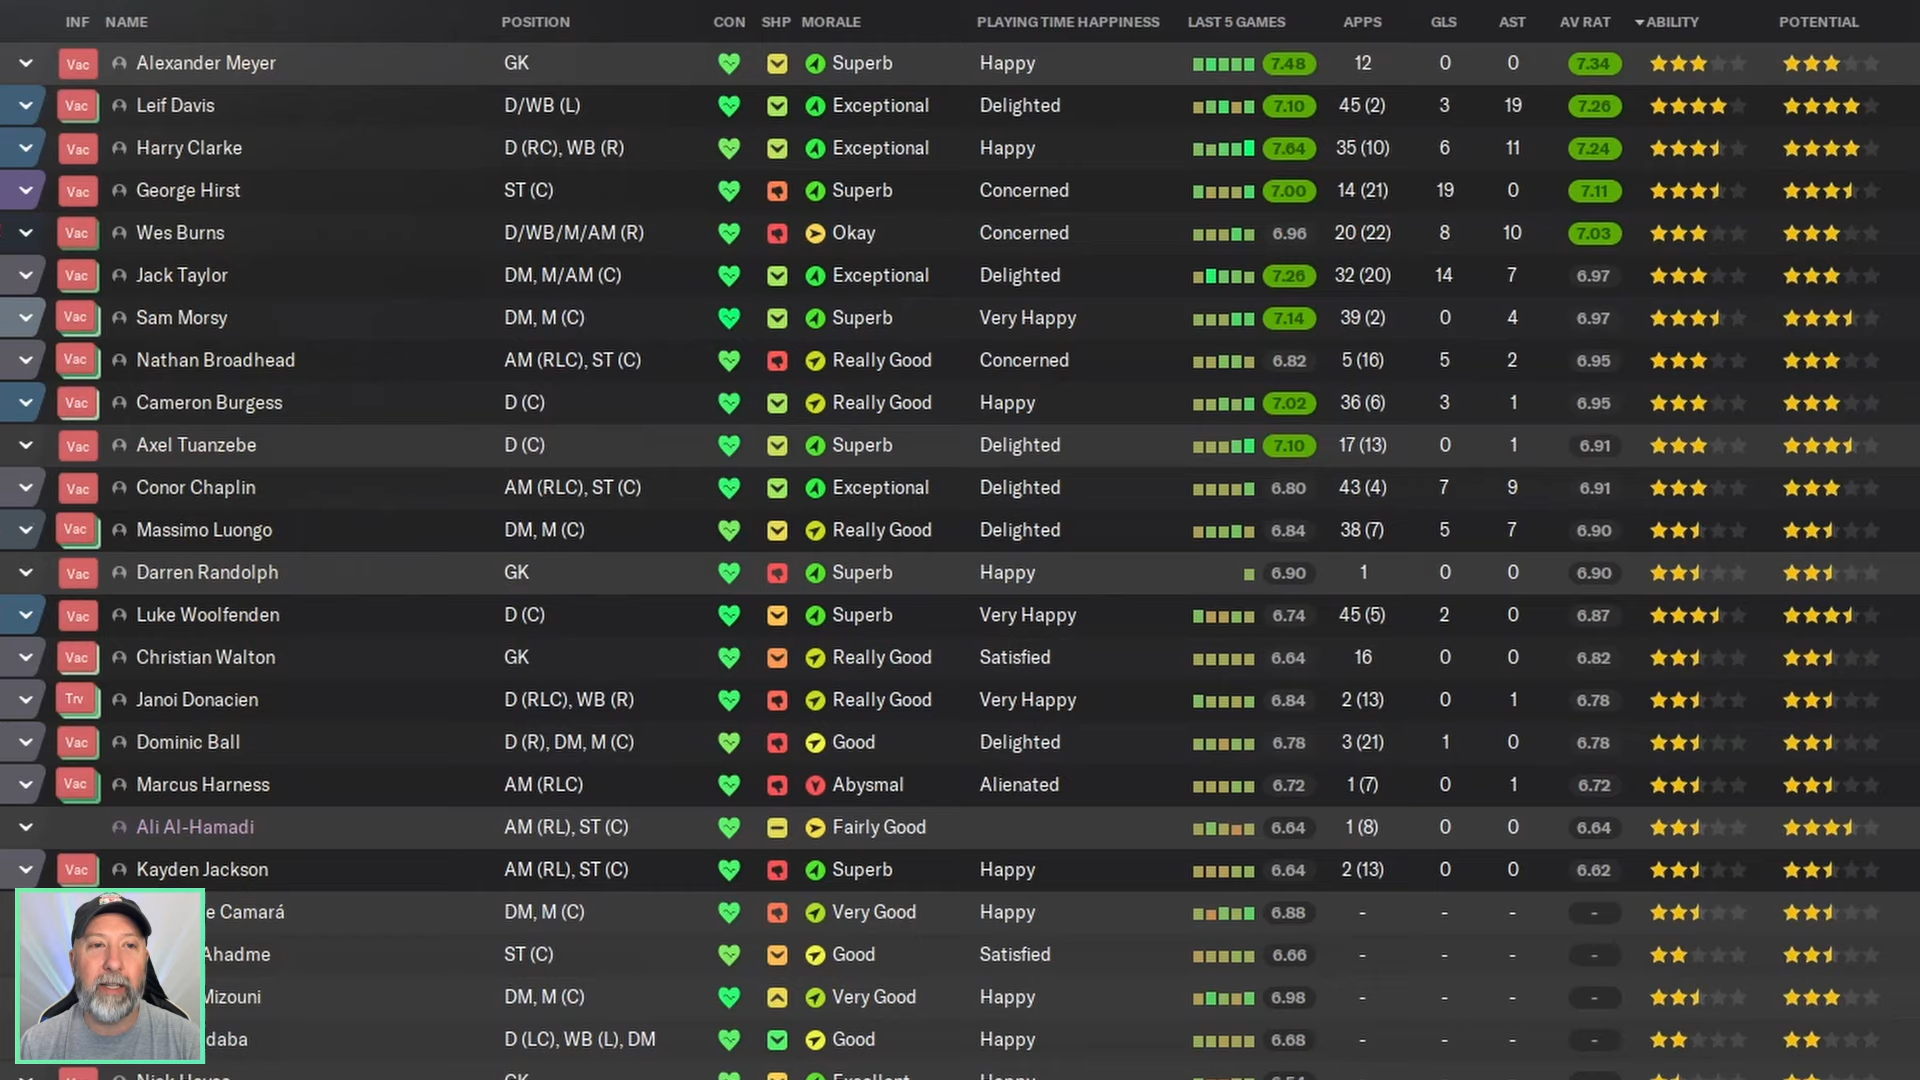 INF NAME POSITION CON SHP MORALE PLAYING TIME HAPPINESS LAST 5 GAMES APPS GLS AST AV RAT ABILITY POTENTIAL
Vac Alexander Meyer GK Superb Happy 7.48 12 0 0 7.34
Vac Leif Davis D/WB (L) Exceptional Delighted 7.10 45 (2) 3 19 7.26
Vac Harry Clarke D (RC), WB (R) Exceptional Happy 7.64 35 (10) 6 11 7.24
Vac George Hirst ST (C) Superb Concerned 7.00 14 (21) 19 0 7.11
Vac Wes Burns D/WB/M/AM (R) Okay Concerned 6.96 20 (22) 8 10 7.03
Vac Jack Taylor DM, M/AM (C) Exceptional Delighted 7.26 32 (20) 14 7 6.97
Vac Sam Morsy DM, M (C) Superb Very Happy 7.14 39 (2) 0 4 6.97
Vac Nathan Broadhead AM (RLC), ST (C) Really Good Concerned 6.82 5 (16) 5 2 6.95
Vac Cameron Burgess D (C) Really Good Happy 7.02 36 (6) 3 1 6.95
Vac Axel Tuanzebe D (C) Superb Delighted 7.10 17 (13) 0 1 6.91
Vac Conor Chaplin AM (RLC), ST (C) Exceptional Delighted 6.80 43 (4) 7 9 6.91
Vac Massimo Luongo DM, M (C) Really Good Delighted 6.84 38 (7) 5 7 6.90
Vac Darren Randolph GK Superb Happy 6.90 1 0 0 6.90
Vac Luke Woolfenden D (C) Superb Very Happy 6.74 45 (5) 2 0 6.87
Vac Christian Walton GK Really Good Satisfied 6.64 16 0 0 6.82
Trv Janoi Donacien D (RLC), WB (R) Really Good Very Happy 6.84 2 (13) 0 1 6.78
Vac Dominic Ball D (R), DM, M (C) Good Delighted 6.78 3 (21) 1 0 6.78
Vac Marcus Harness AM (RLC) Abysmal Alienated 6.72 1 (7) 0 1 6.72
Ali Al-Hamadi AM (RL), ST (C) Fairly Good 6.64 1 (8) 0 0 6.64
Vac Kayden Jackson AM (RL), ST (C) Superb Happy 6.64 2 (13) 0 0 6.62
e Camará DM, M (C) Very Good Happy 6.88 - - - -
Ahadme ST (C) Good Satisfied 6.66 - - - -
Mizouni DM, M (C) Very Good Happy 6.98 - - - -
daba D (LC), WB (L), DM Good Happy 6.68 - - - -